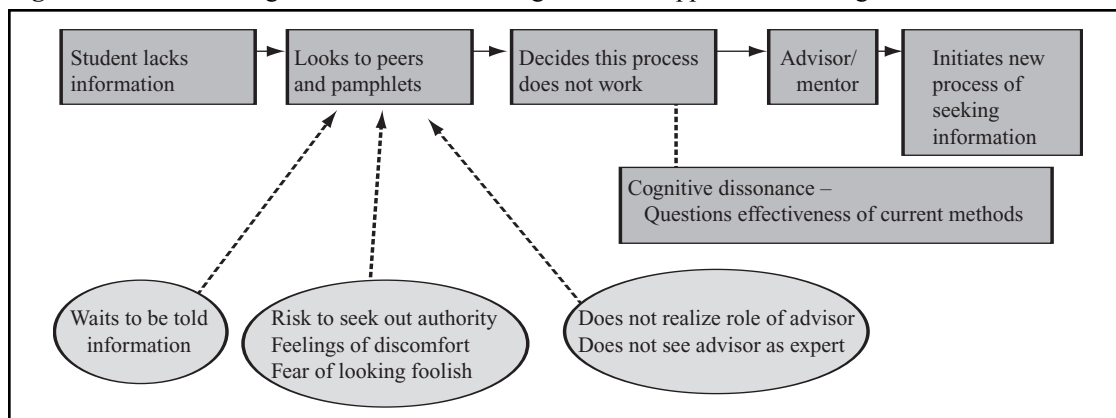 Student lacks
information
Looks to peers
and pamphlets
Decides this process
does not work
Advisor/
mentor
Initiates new
process of
seeking
information
Cognitive dissonance –
Questions effectiveness of current methods
Waits to be told
information
Risk to seek out authority
Feelings of discomfort
Fear of looking foolish
Does not realize role of advisor
Does not see advisor as expert